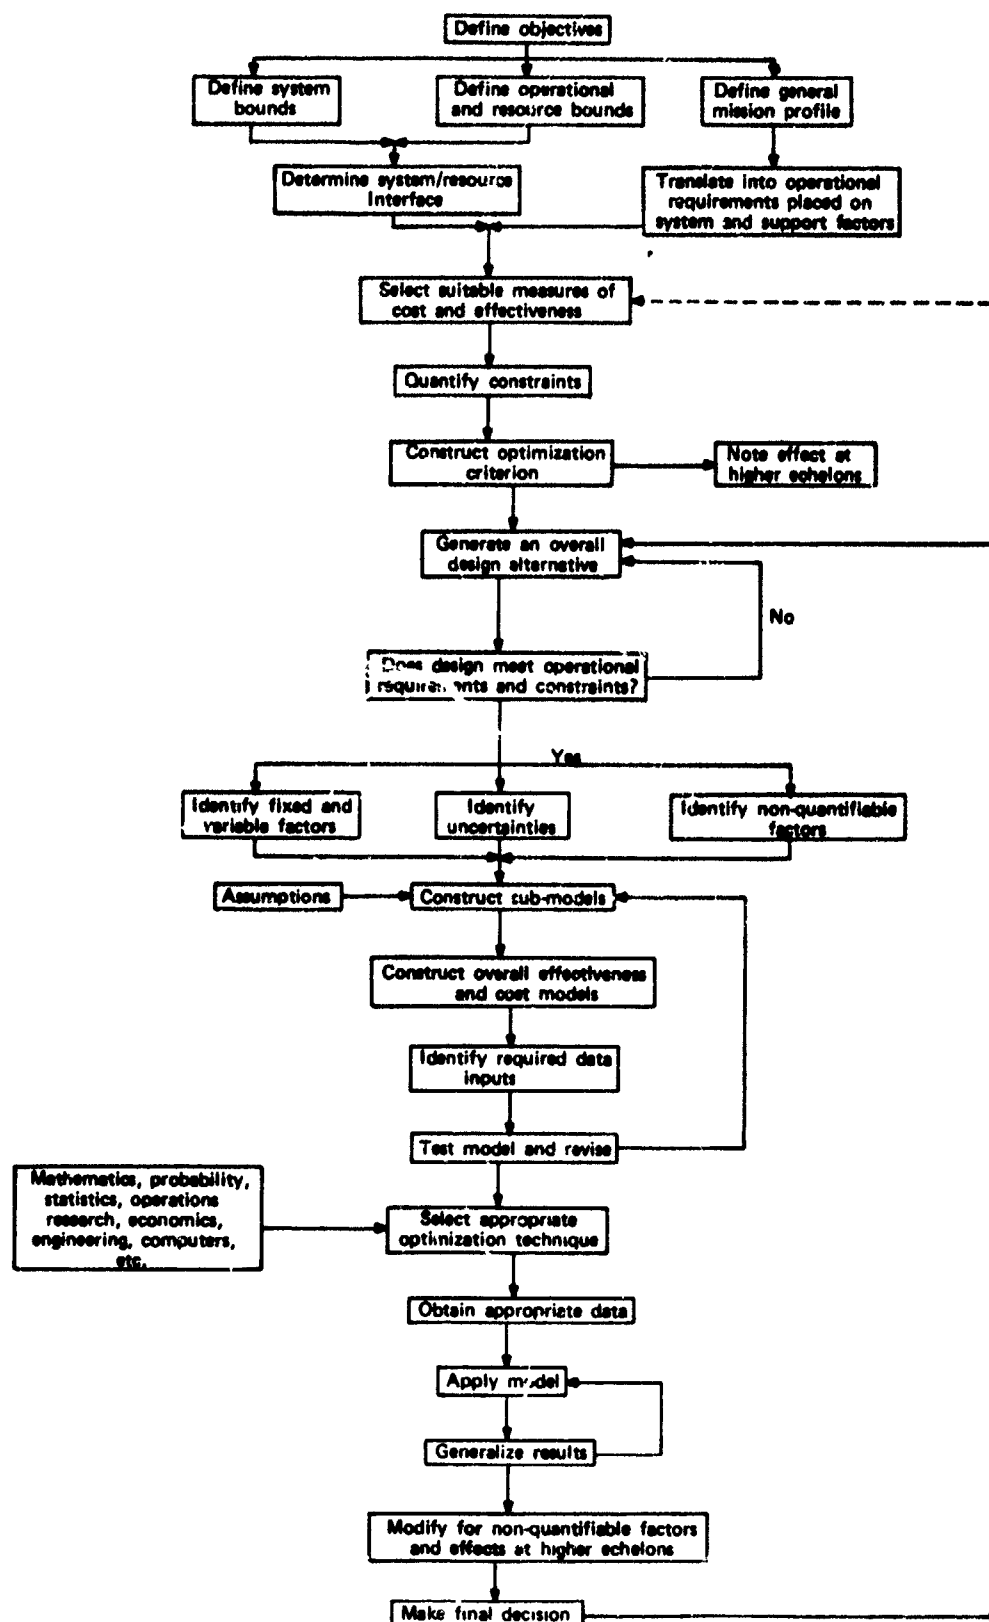 Define objectives
Define system
bounds
Define operational
and resource bounds
Define general
mission profile
Determine system/resource
Interface
Translate into operational
requirements placed on
system and support factors
Select suitable measures of
cost and effectiveness
Quantify constraints
Construct optimization
criterion
Note effect at
higher echelons
Generate an overall
design alternative
No
Does design meet operational
requirements and constraints?
Yes
Identify fixed and
variable factors
Identify
uncertainties
Identify non-quantifiable
factors
Assumptions
Construct sub-models
Construct overall effectiveness
and cost models
Identify required data
inputs
Test model and revise
Mathematics, probability,
statistics, operations
research, economics,
engineering, computers,
etc.
Select appropriate
optimization technique
Obtain appropriate data
Apply model
Generalize results
Modify for non-quantifiable factors
and effects at higher echelons
Make final decision